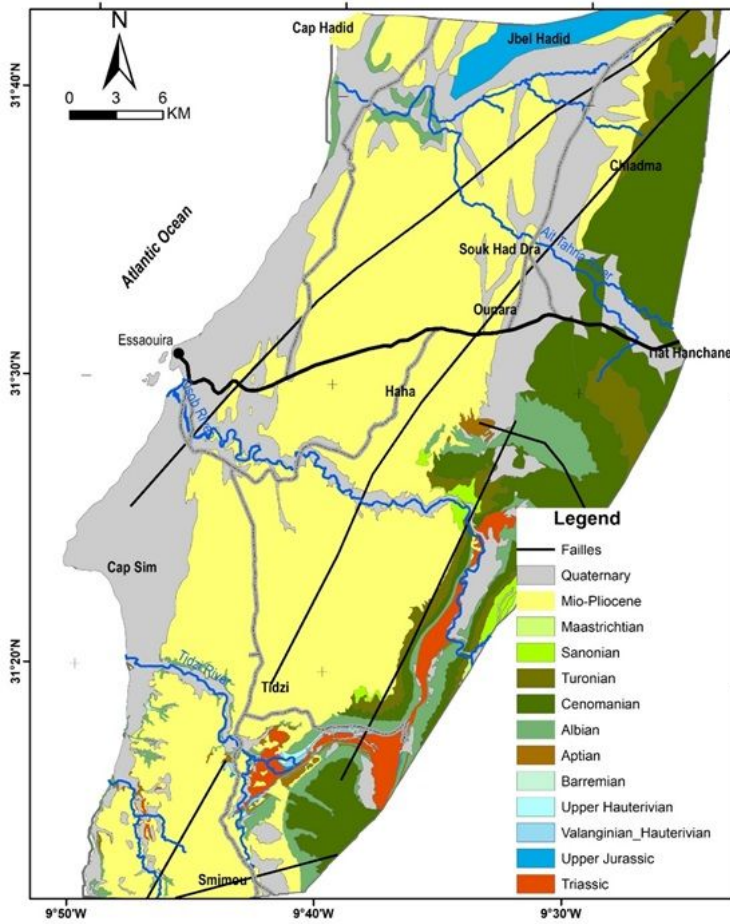 N
0 3 6
KM
Cap Hadid
Jbel Hadid
31°40'N
Chiadma
Atlantic Ocean
Souk Had Dra
Ait Tahria River
Ounara
Essaouira
Hat Hanchane
31°30'N
Haha
Qsob River
Cap Sim
31°20'N
Tidzi River
Tidzi
Smimou
Legend
Failles
Quaternary
Mio-Pliocene
Maastrichtian
Sanonian
Turonian
Cenomanian
Albian
Aptian
Barremian
Upper Hauterivian
Valanginian_Hauterivian
Upper Jurassic
Triassic
9°50'W 9°40'W 9°30'W